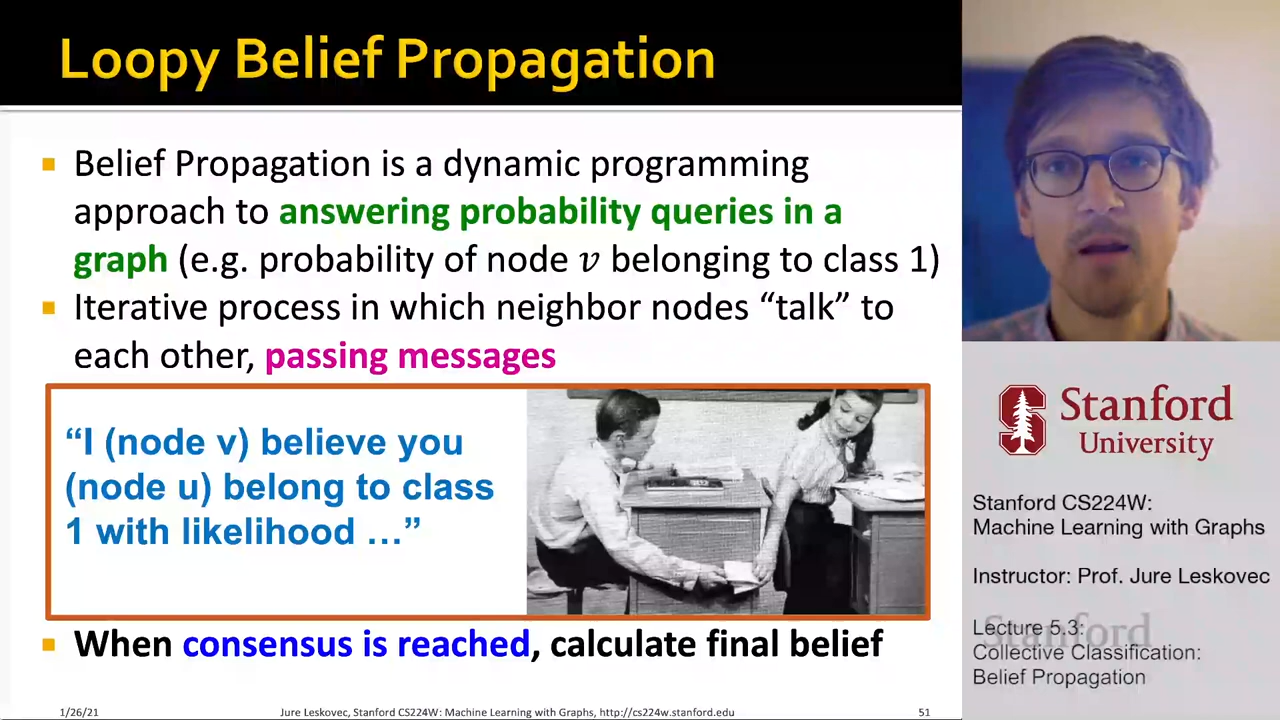 Loopy Belief Propagation
Belief Propagation is a dynamic programming
approach to answering probability queries in a
graph (e.g. probability of node 𝑣 belonging to class 1)
Iterative process in which neighbor nodes “talk” to
each other, passing messages
“I (node v) believe you
(node u) belong to class
1 with likelihood …”
When consensus is reached, calculate final belief
1/26/21
Jure Leskovec, Stanford CS224W: Machine Learning with Graphs, http://cs224w.stanford.edu
51
Stanford
University
Stanford CS224W:
Machine Learning with Graphs
Instructor: Prof. Jure Leskovec
Stanford
Lecture 5.3:
Collective Classification:
Belief Propagation